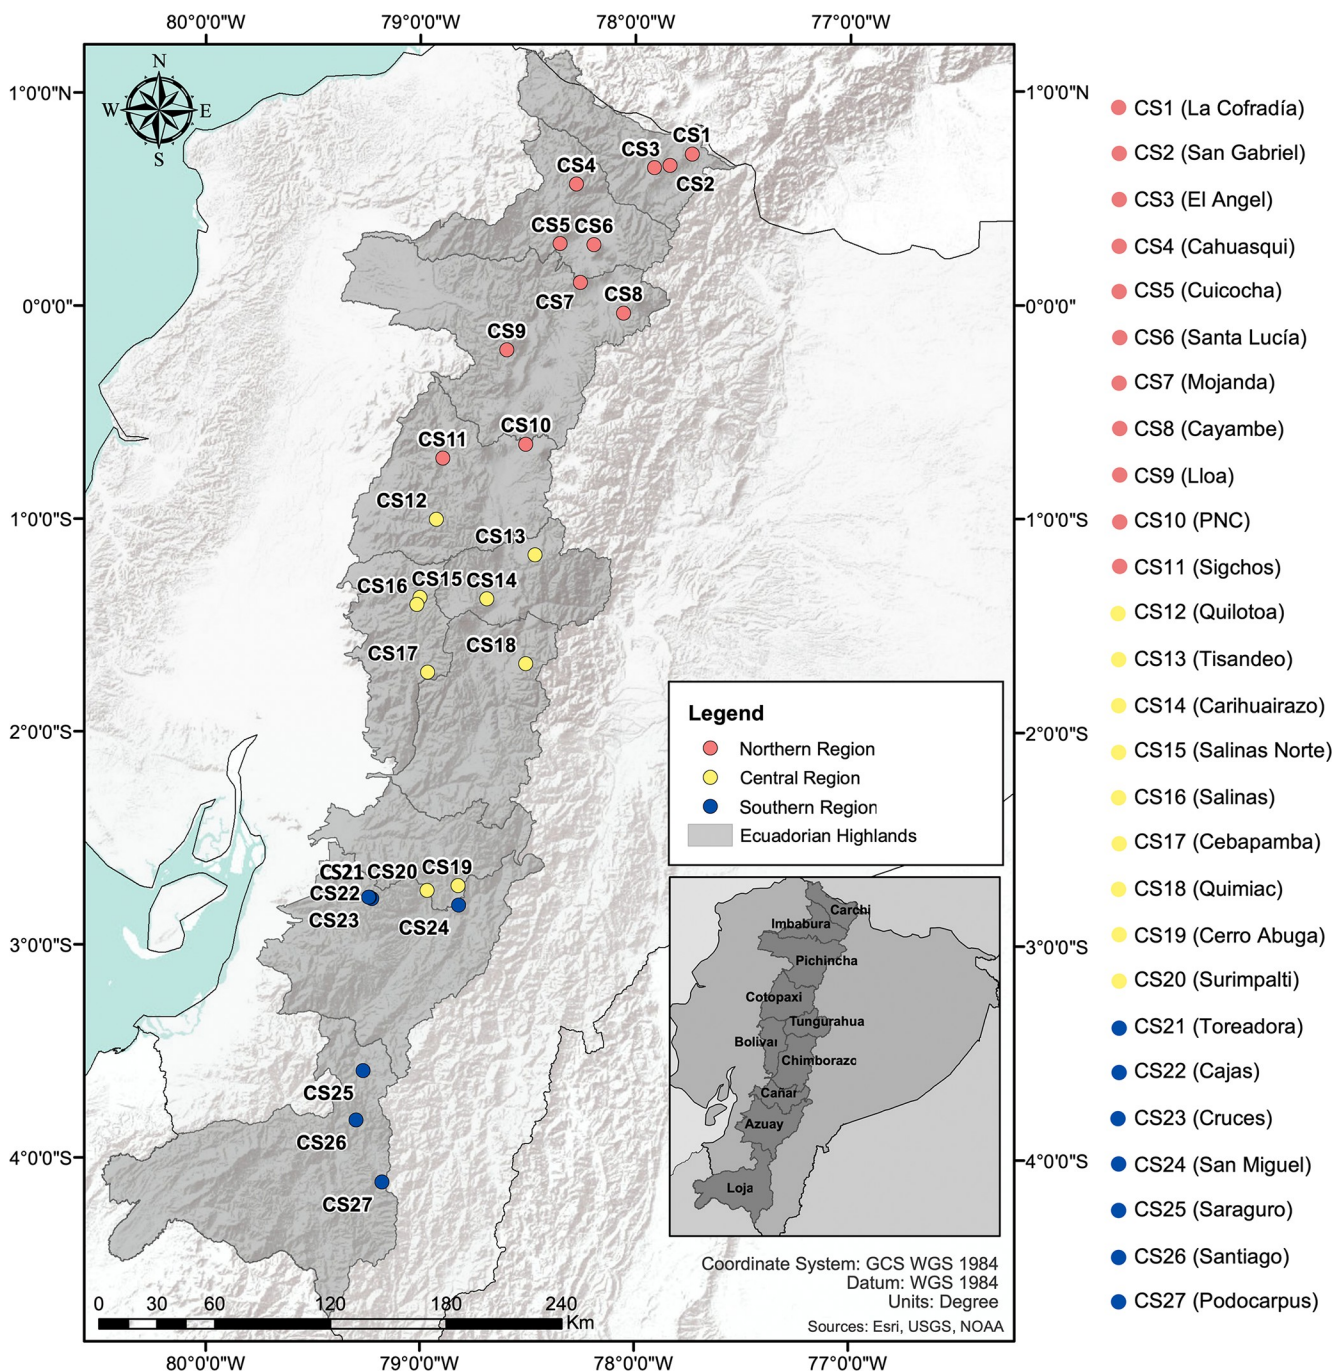 80°0'0"W 79°0'0"W 78°0'0"W 77°0'0"W
N
W E
S
1°0'0"N
0°0'0"
1°0'0"S
2°0'0"S
3°0'0"S
4°0'0"S
1°0'0"N
0°0'0"
1°0'0"S
2°0'0"S
3°0'0"S
4°0'0"S
CS1
CS3
CS2
CS4
CS5 CS6
CS7
CS8
CS9
CS10
CS11
CS12
CS13
CS16 CS15 CS14
CS17
CS18
CS21 CS20 CS19
CS22
CS23
CS24
CS25
CS26
CS27
Legend
Northern Region
Central Region
Southern Region
Ecuadorian Highlands
Carchi
Imbabura
Pichincha
Cotopaxi
Tungurahua
Bolivar
Chimborazo
Cañar
Azuay
Loja
Coordinate System: GCS WGS 1984
Datum: WGS 1984
Units: Degree
Sources: Esri, USGS, NOAA
0 30 60 120 180 240
Km
80°0'0"W 79°0'0"W 78°0'0"W 77°0'0"W
CS1 (La Cofradía)
CS2 (San Gabriel)
CS3 (El Angel)
CS4 (Cahuasqui)
CS5 (Cuicocha)
CS6 (Santa Lucía)
CS7 (Mojanda)
CS8 (Cayambe)
CS9 (Lloa)
CS10 (PNC)
CS11 (Sigchos)
CS12 (Quilotoa)
CS13 (Tisandeo)
CS14 (Carihuairazo)
CS15 (Salinas Norte)
CS16 (Salinas)
CS17 (Cebapamba)
CS18 (Quimiac)
CS19 (Cerro Abuga)
CS20 (Surimpalti)
CS21 (Toreadora)
CS22 (Cajas)
CS23 (Cruces)
CS24 (San Miguel)
CS25 (Saraguro)
CS26 (Santiago)
CS27 (Podocarpus)